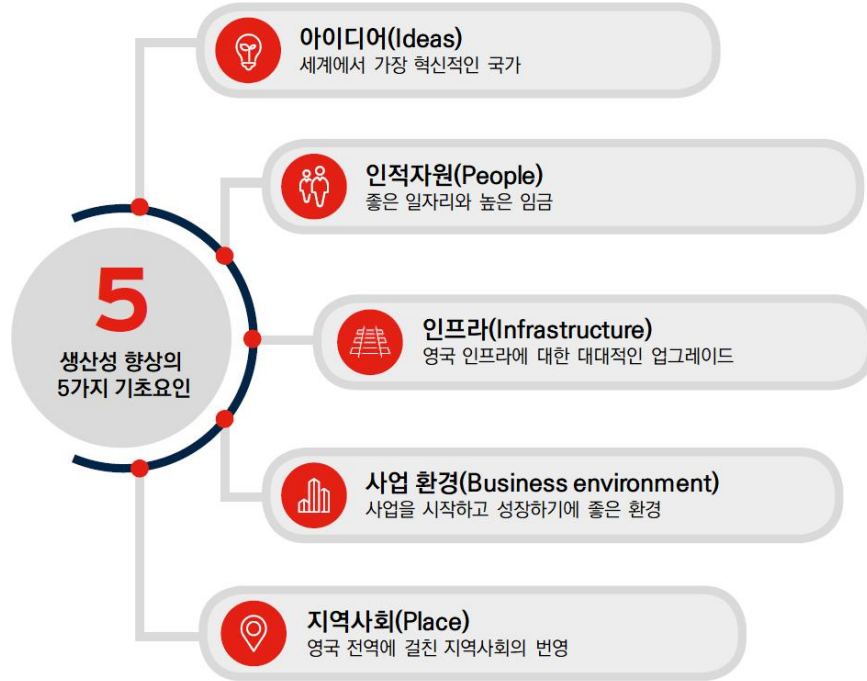 아이디어(Ideas)
세계에서 가장 혁신적인 국가
인적자원(People)
좋은 일자리와 높은 임금
5
생산성 향상의
5가지 기초요인
인프라(Infrastructure)
영국 인프라에 대한 대대적인 업그레이드
사업 환경(Business environment)
사업을 시작하고 성장하기에 좋은 환경
지역사회(Place)
영국 전역에 걸친 지역사회의 번영